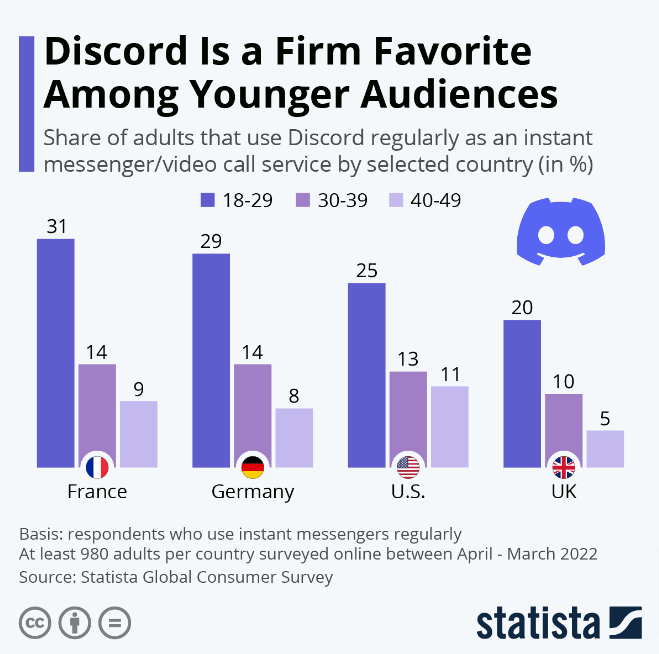 Discord Is a Firm Favorite
Among Younger Audiences
Share of adults that use Discord regularly as an instant
messenger/video call service by selected country (in %)
18-29 30-39 40-49
31 14 9
29 14 8
25 13 11
20 10 5
France Germany U.S. UK
Basis: respondents who use instant messengers regularly
At least 980 adults per country surveyed online between April - March 2022
Source: Statista Global Consumer Survey
cc
statista